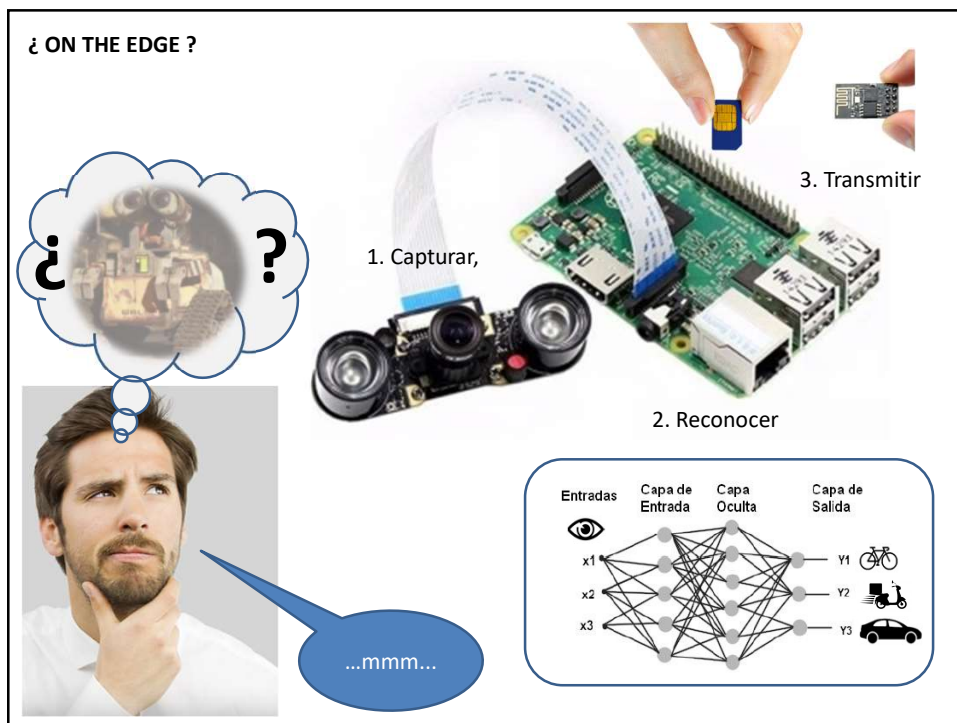 ¿ ON THE EDGE ?
3. Transmitir
1. Capturar,
¿ ?
2. Reconocer
Entradas
Capa de
Entrada
Capa
Oculta
Capa de
Salida
x1
x2
x3
Y1
Y2
Y3
...mmm...